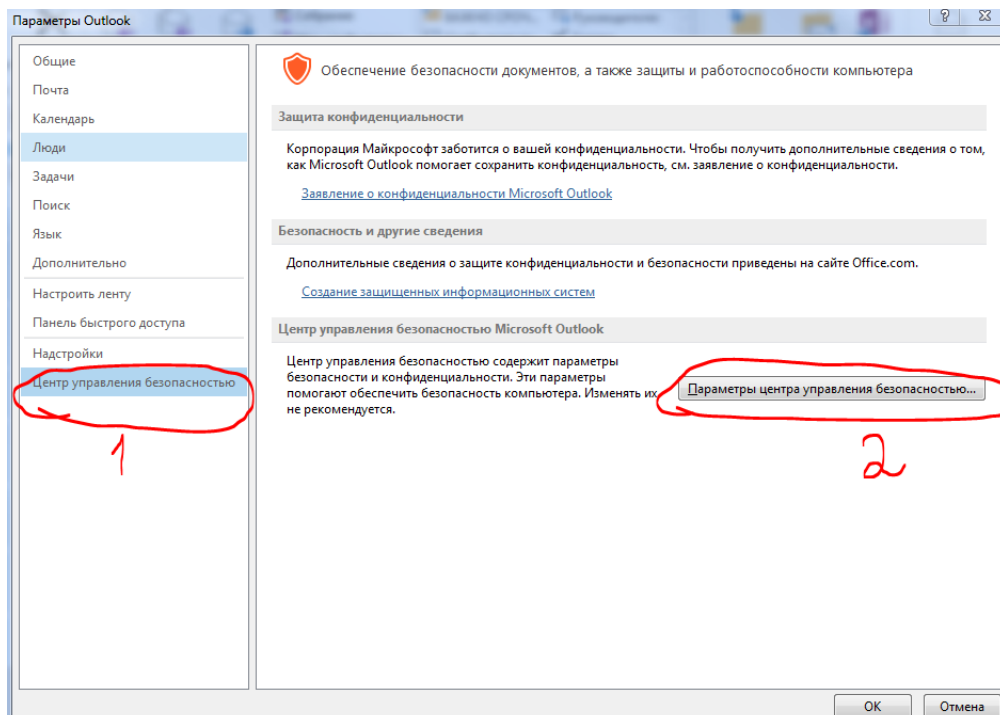 Параметры Outlook
Общие
Почта
Календарь
Люди
Задачи
Поиск
Язык
Дополнительно
Настроить ленту
Панель быстрого доступа
Надстройки
Центр управления безопасностью
1
Обеспечение безопасности документов, а также защиты и работоспособности компьютера
Защита конфиденциальности
Корпорация Майкрософт заботится о вашей конфиденциальности. Чтобы получить дополнительные сведения о том,
как Microsoft Outlook помогает сохранить конфиденциальность, см. заявление о конфиденциальности.
Заявление о конфиденциальности Microsoft Outlook
Безопасность и другие сведения
Дополнительные сведения о защите конфиденциальности и безопасности приведены на сайте Office.com.
Создание защищенных информационных систем
Центр управления безопасностью Microsoft Outlook
Центр управления безопасностью содержит параметры
безопасности и конфиденциальности. Эти параметры
помогают обеспечить безопасность компьютера. Изменять их
не рекомендуется.
Параметры центра управления безопасностью...
2
ОК
Отмена